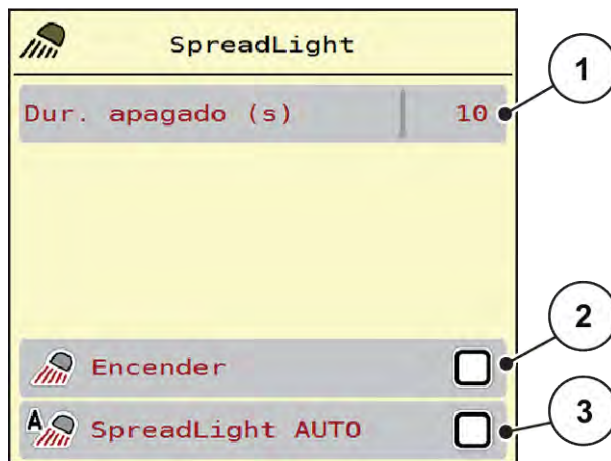 SpreadLight
Dur. apagado (s) 10
1
Encender
2
A SpreadLight AUTO
3